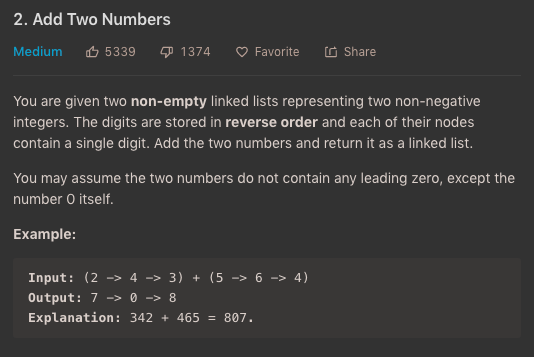 2. Add Two Numbers
Medium 5339 1374 Favorite Share
You are given two non-empty linked lists representing two non-negative
integers. The digits are stored in reverse order and each of their nodes
contain a single digit. Add the two numbers and return it as a linked list.
You may assume the two numbers do not contain any leading zero, except the
number 0 itself.
Example:
Input: (2 -> 4 -> 3) + (5 -> 6 -> 4)
Output: 7 -> 0 -> 8
Explanation: 342 + 465 = 807.